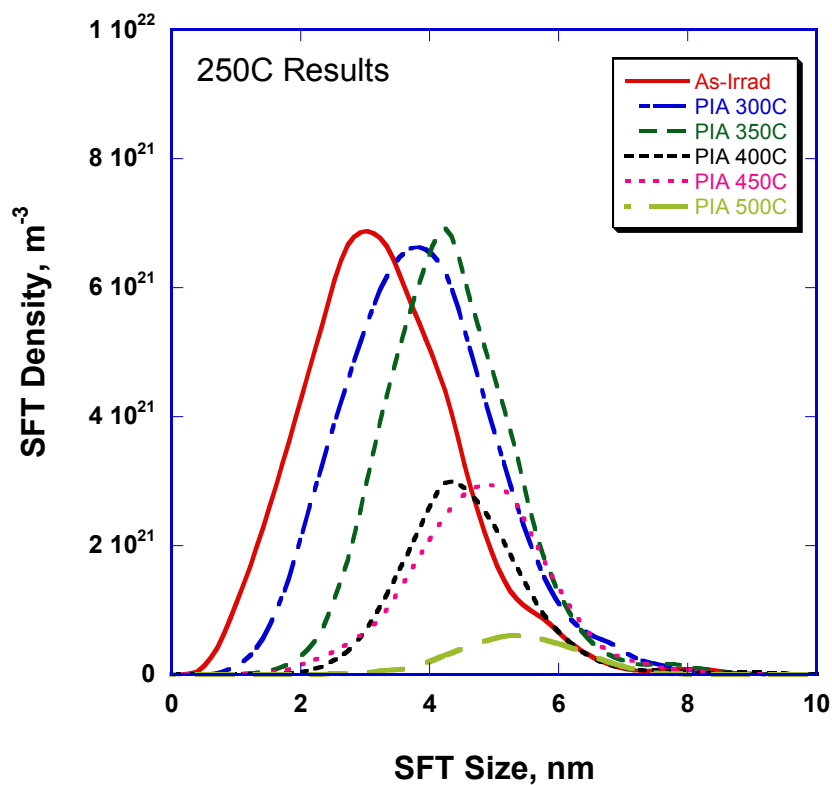 1 10²²
250C Results
As-Irrad
PIA 300C
PIA 350C
PIA 400C
PIA 450C
PIA 500C
8 10²¹
6 10²¹
4 10²¹
2 10²¹
0
SFT Density, m⁻³
0 2 4 6 8 10
SFT Size, nm